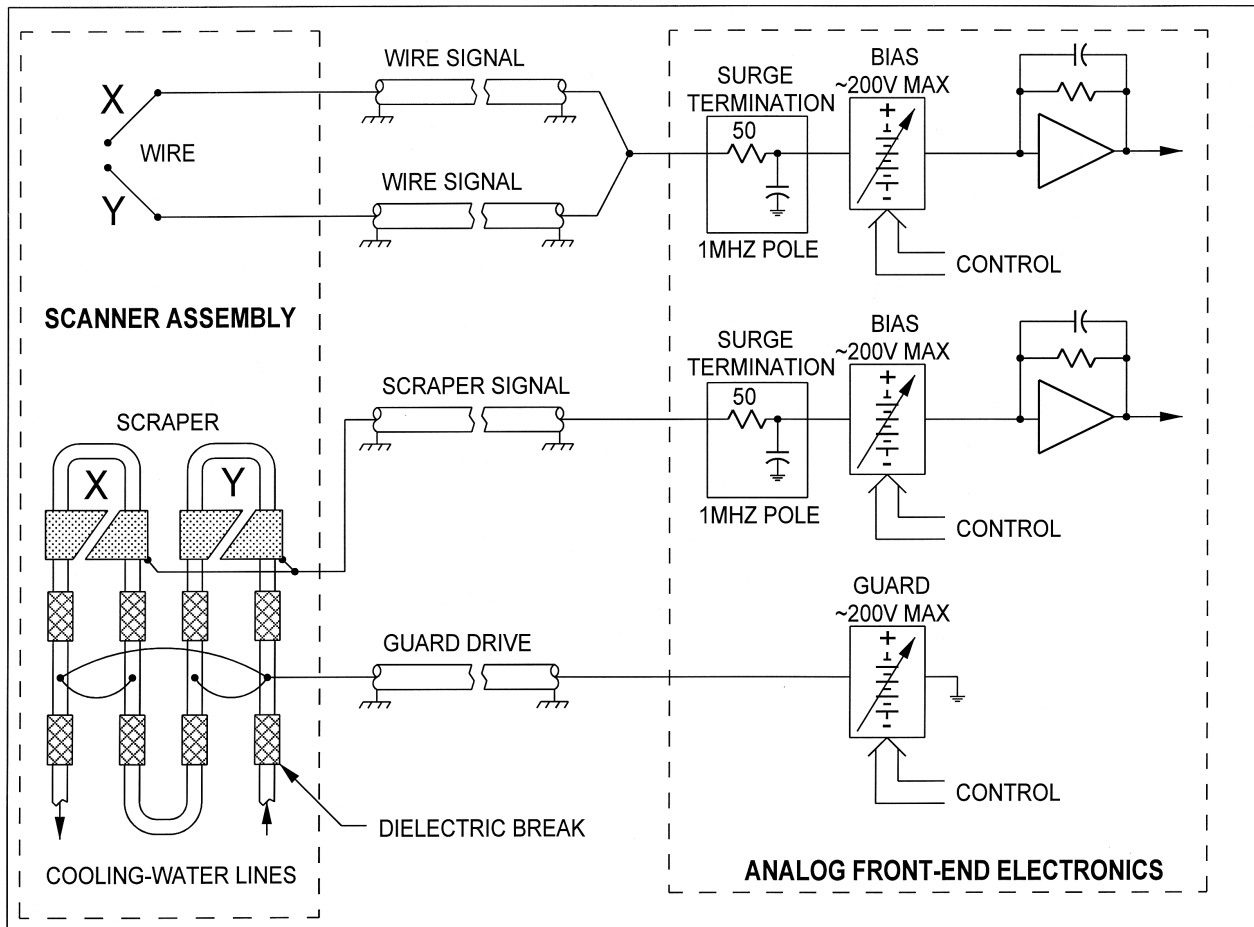 WIRE SIGNAL
X
WIRE
Y
WIRE SIGNAL
SURGE
TERMINATION
50
1MHZ POLE
BIAS
~200V MAX
+
-
CONTROL
SCANNER ASSEMBLY
SCRAPER
X
Y
SCRAPER SIGNAL
SURGE
TERMINATION
50
1MHZ POLE
BIAS
~200V MAX
+
-
CONTROL
GUARD DRIVE
GUARD
~200V MAX
+
-
CONTROL
DIELECTRIC BREAK
COOLING-WATER LINES
ANALOG FRONT-END ELECTRONICS